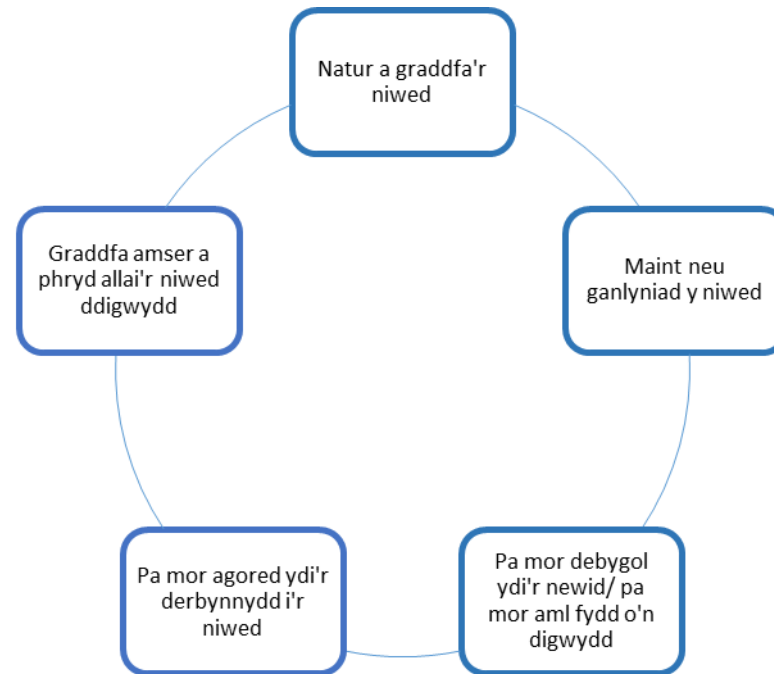 Natur a graddfa'r
niwed
Maint neu
ganlyniad y niwed
Pa mor debygol
ydi'r newid/ pa
mor aml fydd o'n
digwydd
Pa mor agored ydi'r
derbynnydd i'r
niwed
Graddfa amser a
phryd allai'r niwed
ddigwydd